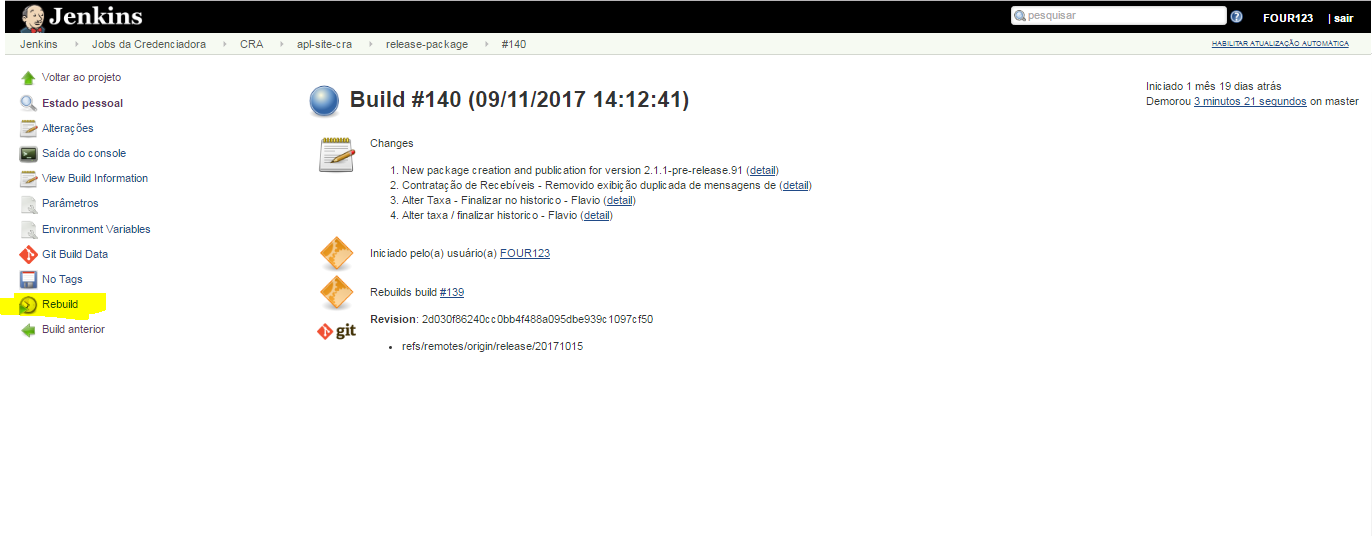 Jenkins
pesquisar
FOUR123 | sair
Jenkins Jobs da Credenciadora CRA apl-site-cra release-package #140
HABILITAR ATUALIZAÇÃO AUTOMÁTICA
Voltar ao projeto
Estado pessoal
Alterações
Saída do console
View Build Information
Parâmetros
Environment Variables
Git Build Data
No Tags
Rebuild
Build anterior
Build #140 (09/11/2017 14:12:41)
Iniciado 1 mês 19 dias atrás
Demorou 3 minutos 21 segundos on master
Changes
1. New package creation and publication for version 2.1.1-pre-release.91 (detail)
2. Contratação de Recebíveis - Removido exibição duplicada de mensagens de (detail)
3. Alter Taxa - Finalizar no historico - Flavio (detail)
4. Alter taxa / finalizar historico - Flavio (detail)
Iniciado pelo(a) usuário(a) FOUR123
Rebuilds build #139
git
Revision: 2d030f86240cc0bb4f488a095dbe939c1097cf50
• refs/remotes/origin/release/20171015